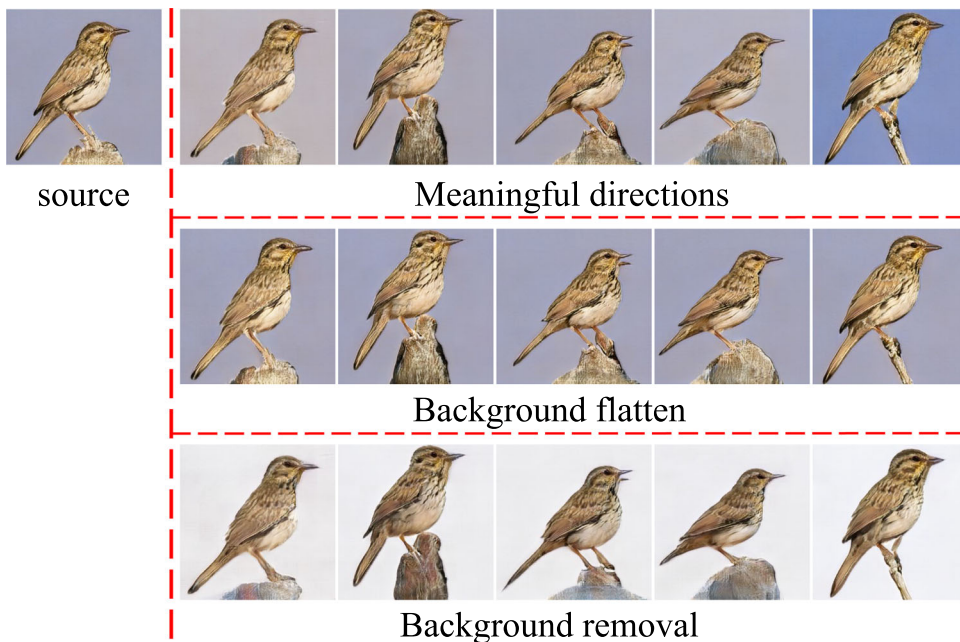 source
Meaningful directions
Background flatten
Background removal